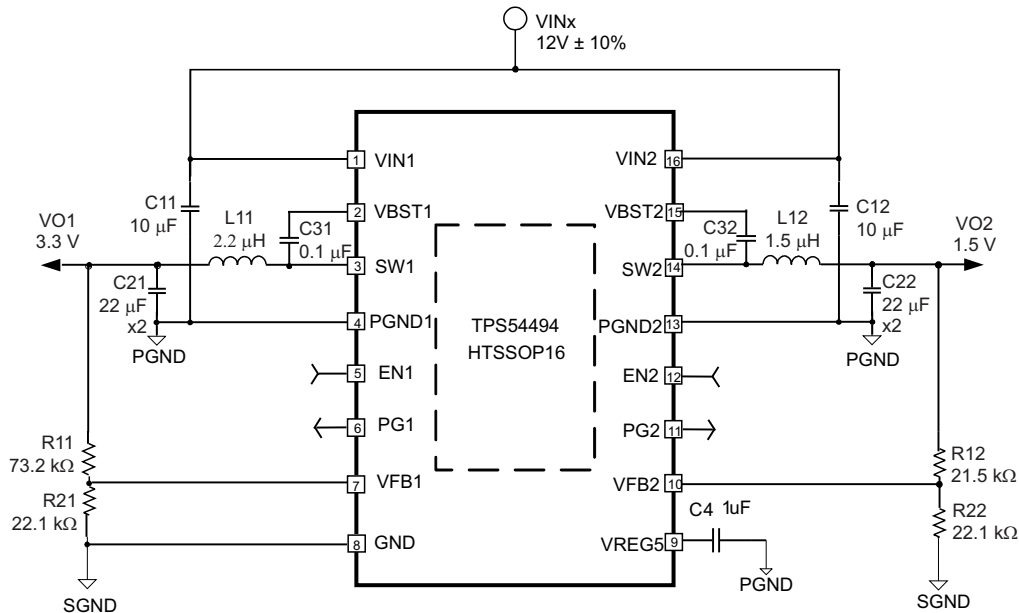 VINx
12V ± 10%
1
VIN1
VIN2
16
C11
10 μF
2
VBST1
VBST2
15
C12
10 μF
VO1
3.3 V
L11
2.2 μH
C31
0.1 μF
C32
0.1 μF
L12
1.5 μH
VO2
1.5 V
3
SW1
SW2
14
C21
22 μF
x2
C22
22 μF
x2
4
PGND1
PGND2
13
PGND
PGND
TPS54494
HTSSOP16
5
EN1
EN2
12
6
PG1
PG2
11
R11
73.2 kΩ
R12
21.5 kΩ
7
VFB1
VFB2
10
R21
22.1 kΩ
R22
22.1 kΩ
C4 1uF
8
GND
VREG5
9
PGND
SGND
SGND